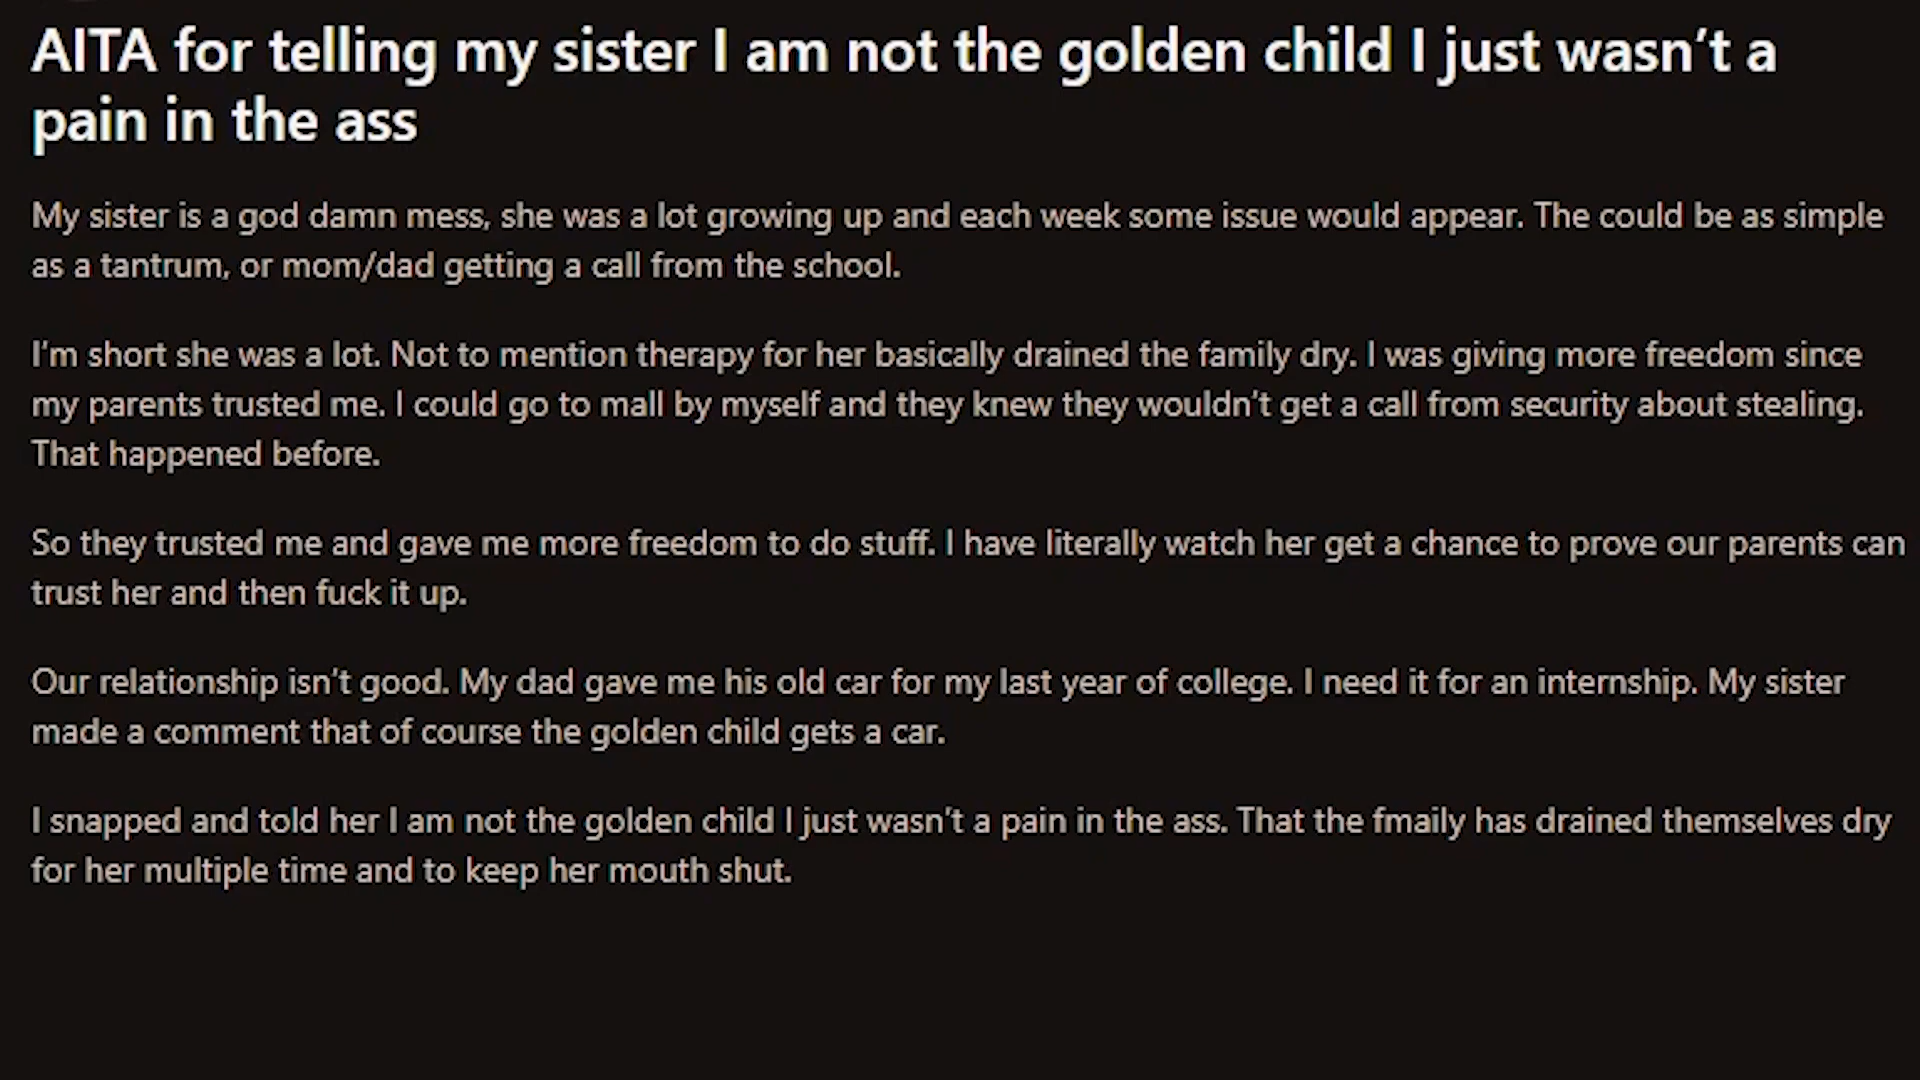 AITA for telling my sister I am not the golden child I just wasn't a
pain in the ass
My sister is a god damn mess, she was a lot growing up and each week some issue would appear. The could be as simple
as a tantrum, or mom/dad getting a call from the school.
I'm short she was a lot. Not to mention therapy for her basically drained the family dry. I was giving more freedom since
my parents trusted me. I could go to mall by myself and they knew they wouldn't get a call from security about stealing.
That happened before.
So they trusted me and gave me more freedom to do stuff. I have literally watch her get a chance to prove our parents can
trust her and then fuck it up.
Our relationship isn't good. My dad gave me his old car for my last year of college. I need it for an internship. My sister
made a comment that of course the golden child gets a car.
I snapped and told her I am not the golden child I just wasn't a pain in the ass. That the fmaily has drained themselves dry
for her multiple time and to keep her mouth shut.